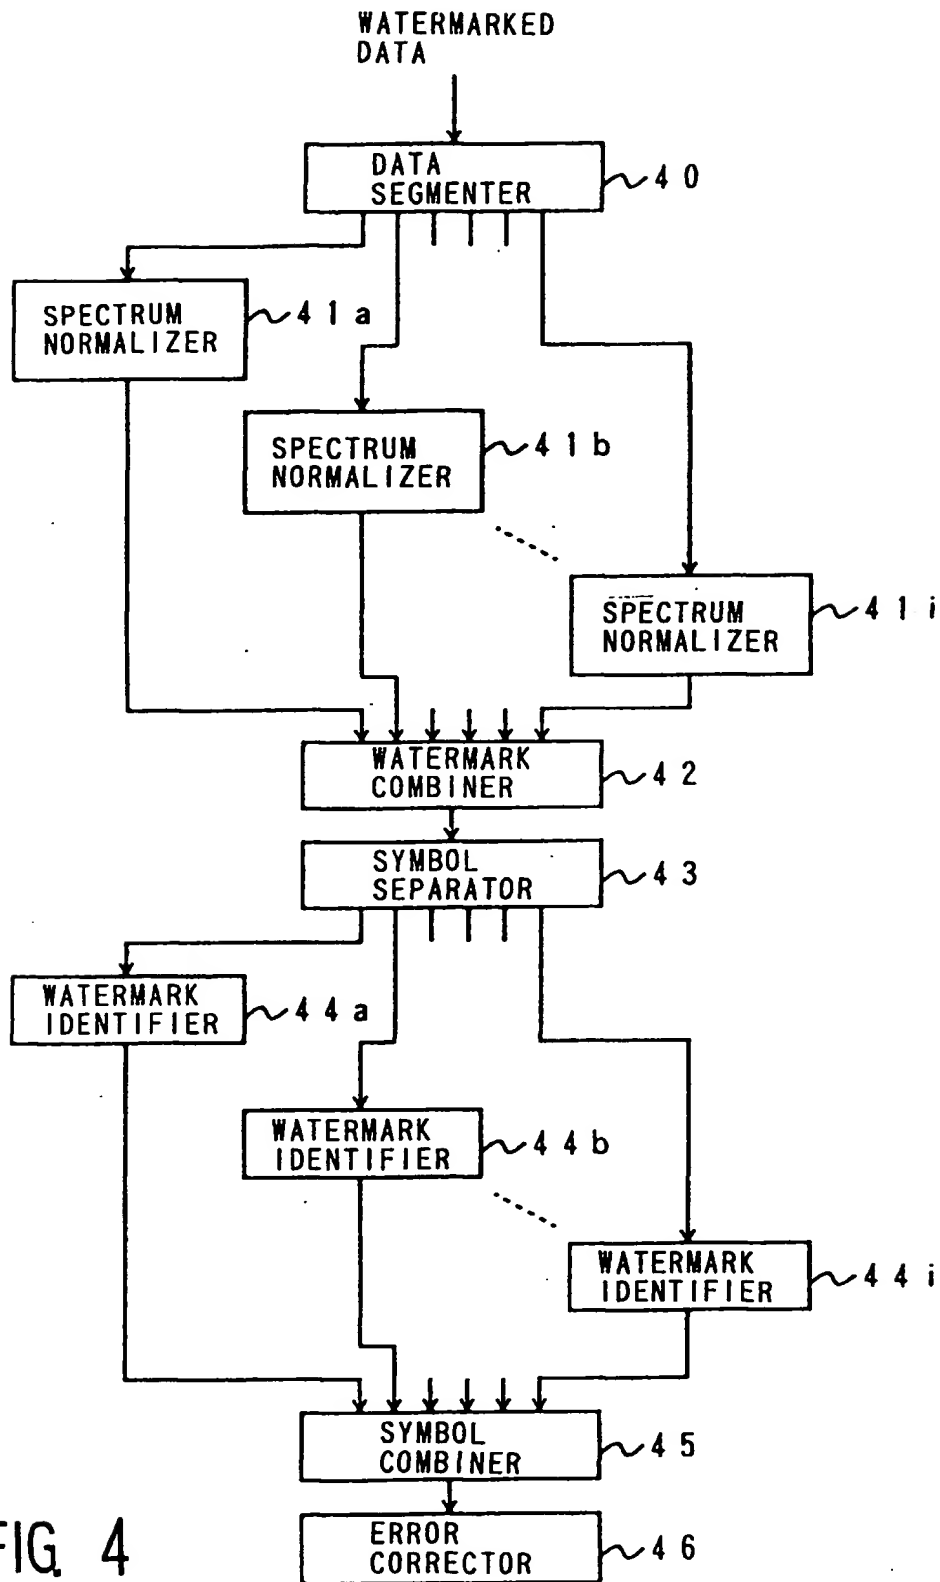 WATERMARKED
DATA
DATA
SEGMENTER
40
SPECTRUM
NORMALIZER
41a
SPECTRUM
NORMALIZER
41b
SPECTRUM
NORMALIZER
41i
WATERMARK
COMBINER
42
SYMBOL
SEPARATOR
43
WATERMARK
IDENTIFIER
44a
WATERMARK
IDENTIFIER
44b
WATERMARK
IDENTIFIER
44i
SYMBOL
COMBINER
45
ERROR
CORRECTOR
46
FIG. 4